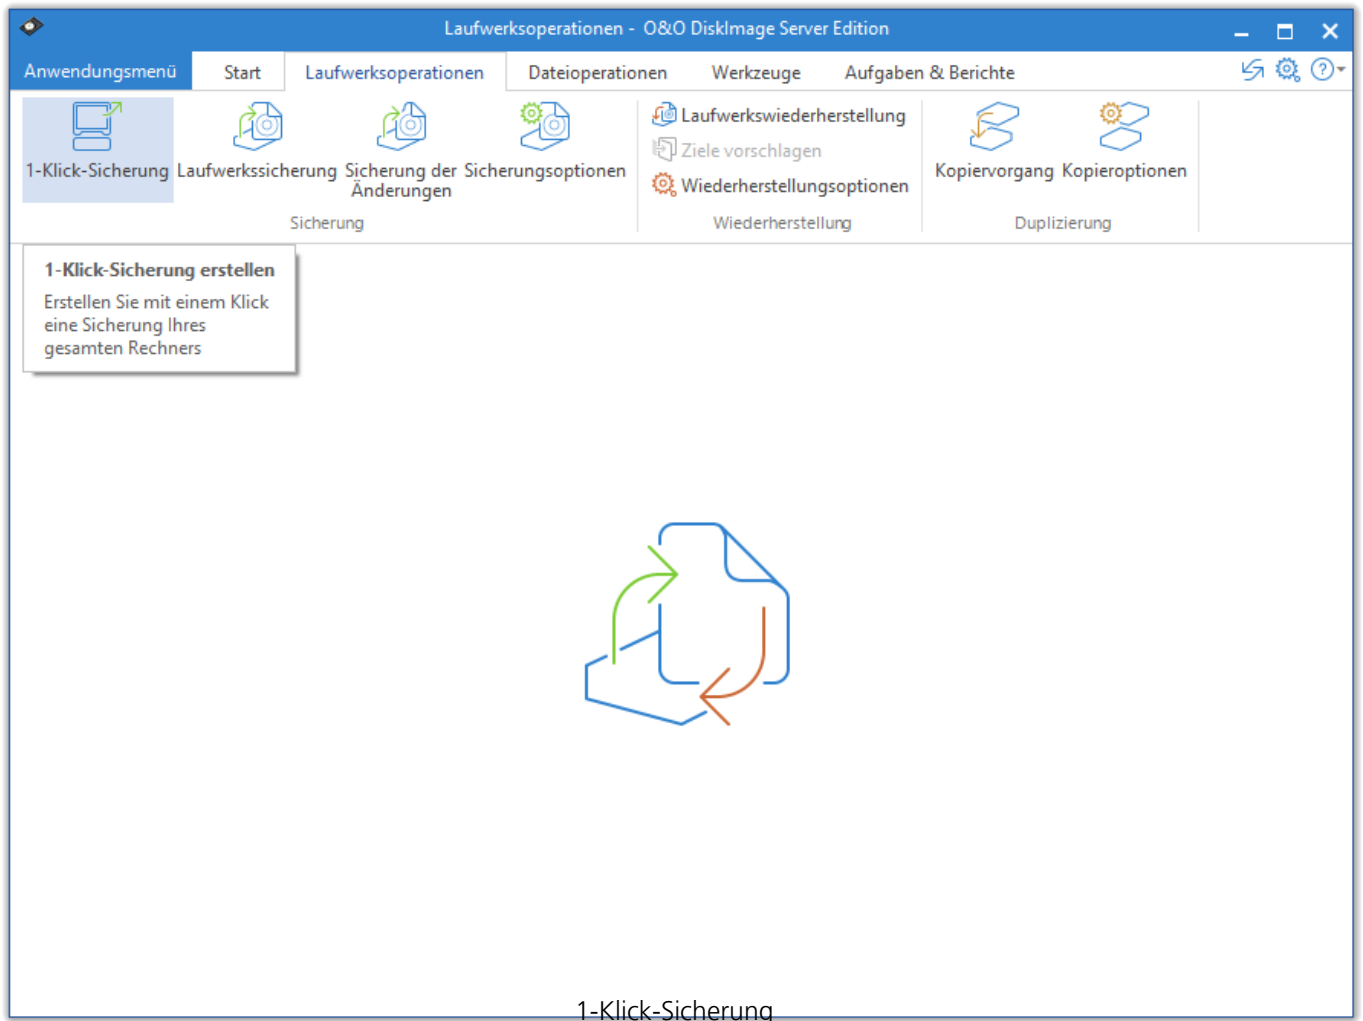 Laufwerksoperationen - O&O DiskImage Server Edition
Anwendungsmenü Start Laufwerksoperationen Dateioperationen Werkzeuge Aufgaben & Berichte
1-Klick-Sicherung Laufwerkssicherung Sicherung der Änderungen Sicherungsoptionen
Sicherung
Laufwerkswiederherstellung
Ziele vorschlagen
Wiederherstellungsoptionen
Wiederherstellung
Kopiervorgang Kopieroptionen
Duplizierung
1-Klick-Sicherung erstellen
Erstellen Sie mit einem Klick
eine Sicherung Ihres
gesamten Rechners
1-Klick-Sicherung